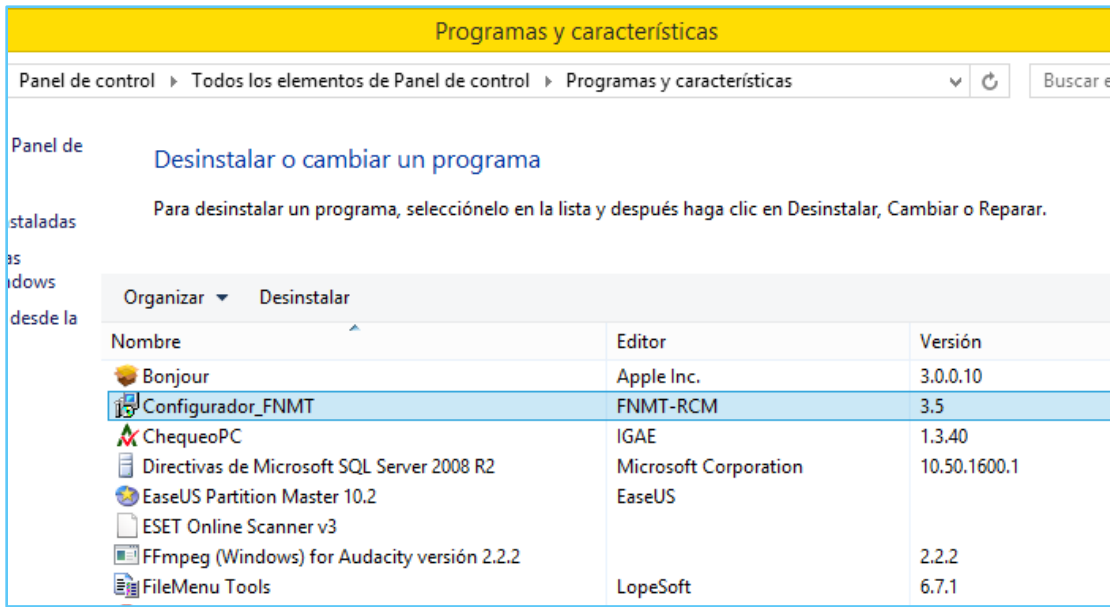 Programas y características
Panel de control ▸ Todos los elementos de Panel de control ▸ Programas y características
Buscar e
Panel de
staladas
as
ndows
desde la
Desinstalar o cambiar un programa
Para desinstalar un programa, selecciónelo en la lista y después haga clic en Desinstalar, Cambiar o Reparar.
Organizar Desinstalar
Nombre Editor Versión
Bonjour Apple Inc. 3.0.0.10
Configurador_FNMT FNMT-RCM 3.5
ChequeoPC IGAE 1.3.40
Directivas de Microsoft SQL Server 2008 R2 Microsoft Corporation 10.50.1600.1
EaseUS Partition Master 10.2 EaseUS
ESET Online Scanner v3
FFmpeg (Windows) for Audacity versión 2.2.2 2.2.2
FileMenu Tools LopeSoft 6.7.1